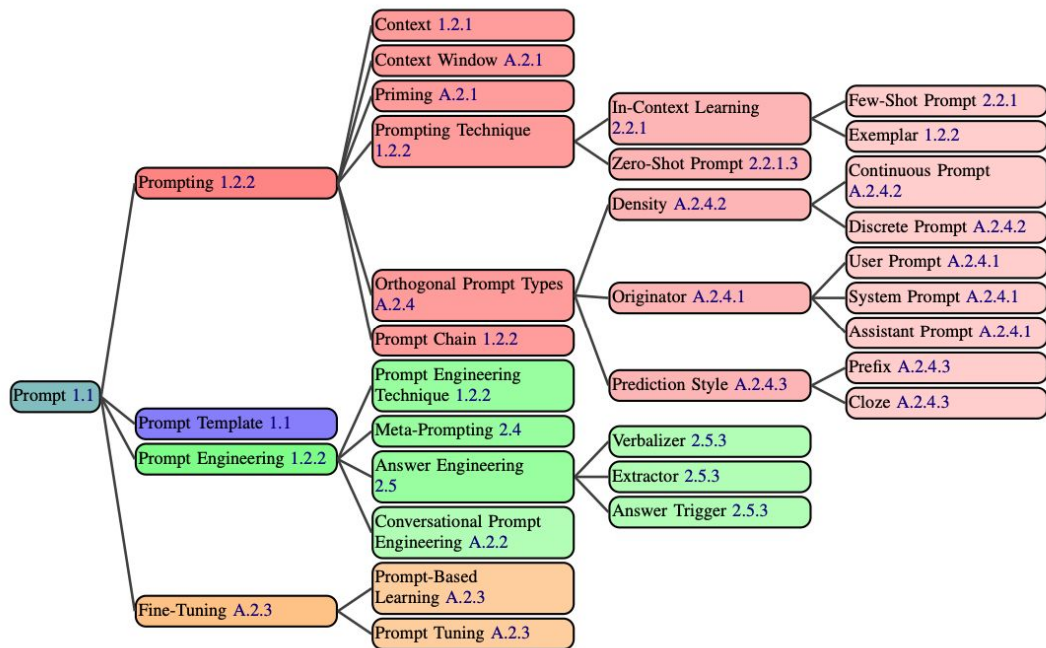 Context 1.2.1
Context Window A.2.1
Priming A.2.1
Prompting Technique
1.2.2
In-Context Learning
2.2.1
Few-Shot Prompt 2.2.1
Exemplar 1.2.2
Zero-Shot Prompt 2.2.1.3
Prompting 1.2.2
Density A.2.4.2
Continuous Prompt
A.2.4.2
Discrete Prompt A.2.4.2
Orthogonal Prompt Types
A.2.4
Originator A.2.4.1
User Prompt A.2.4.1
System Prompt A.2.4.1
Assistant Prompt A.2.4.1
Prompt Chain 1.2.2
Prediction Style A.2.4.3
Prefix A.2.4.3
Cloze A.2.4.3
Prompt 1.1
Prompt Template 1.1
Prompt Engineering 1.2.2
Prompt Engineering
Technique 1.2.2
Meta-Prompting 2.4
Answer Engineering
2.5
Verbalizer 2.5.3
Extractor 2.5.3
Answer Trigger 2.5.3
Conversational Prompt
Engineering A.2.2
Fine-Tuning A.2.3
Prompt-Based
Learning A.2.3
Prompt Tuning A.2.3